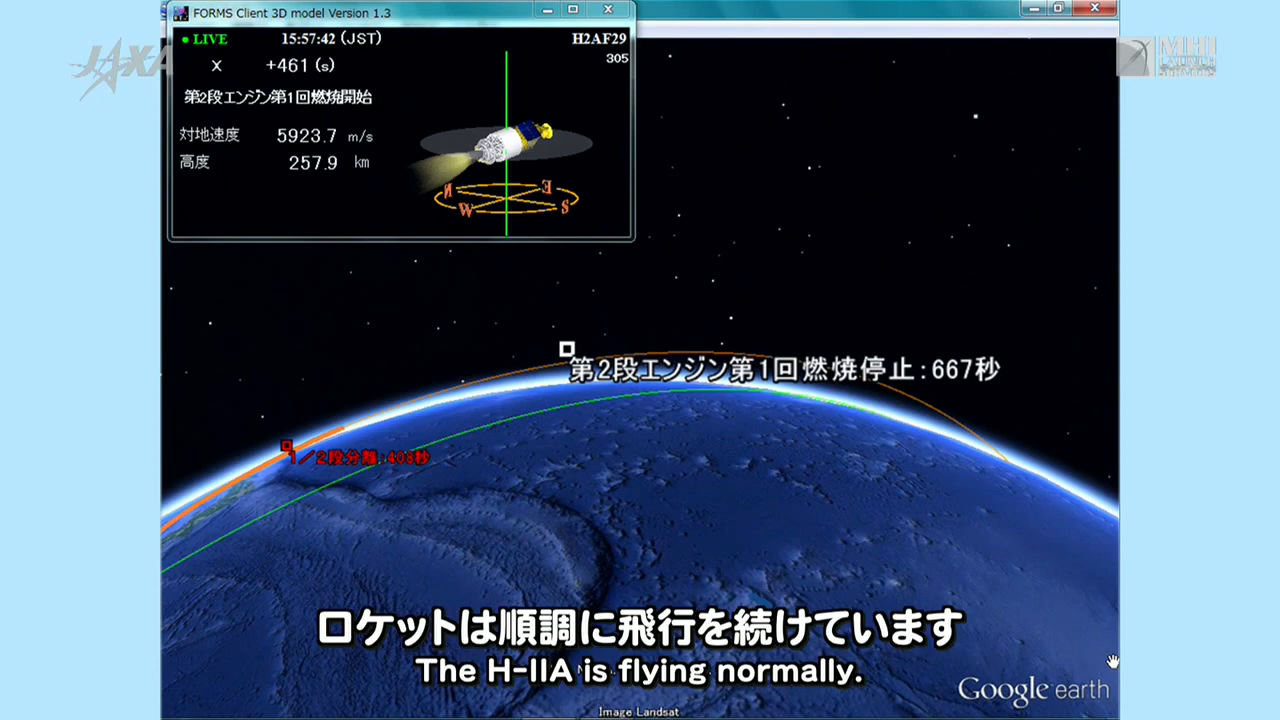 FORMS Client 3D model Version 1.3
● LIVE 15:57:42 (JST) H2AF29
305
X +461 (s)
第2段エンジン第1回燃焼開始
対地速度 5923.7 m/s
高度 257.9 km
N E
W S
JAXA
MHI
LAUNCH
SERVICES
第2段エンジン第1回燃焼停止:667秒
1/2段分離:408秒
ロケットは順調に飛行を続けています
The H-IIA is flying normally.
Google earth
Image Landsat